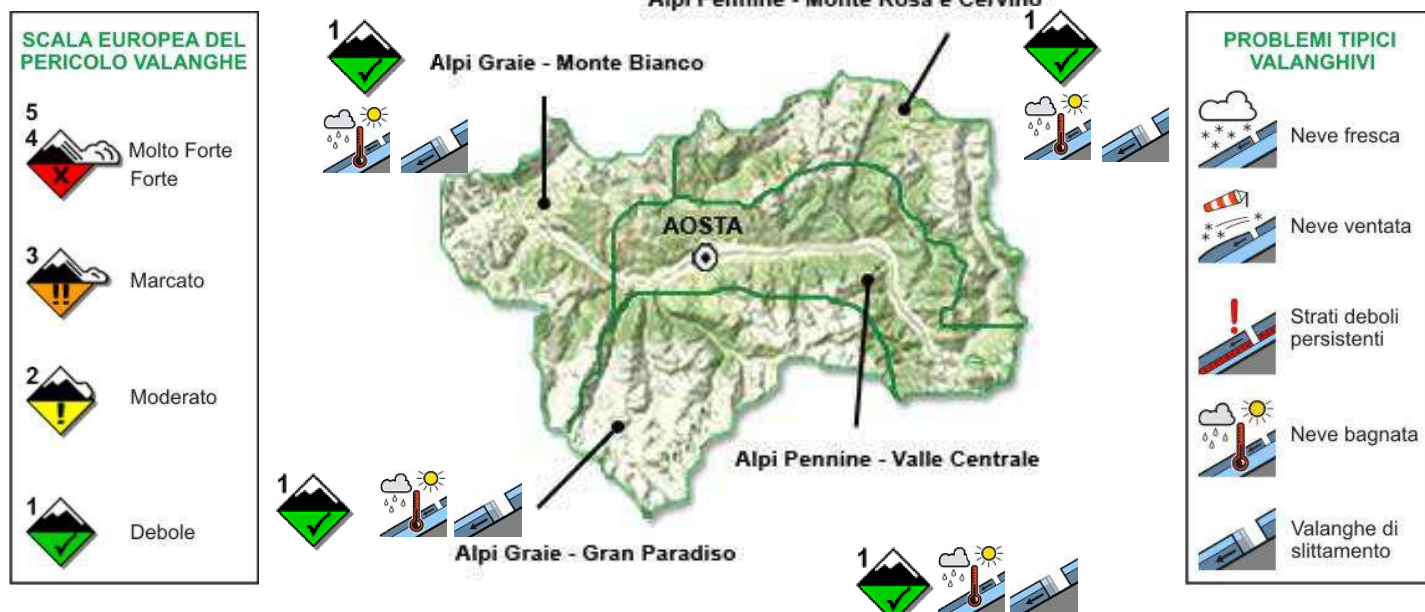 Alpi Pennine - Monte Rosa e Cervino
SCALA EUROPEA DEL
PERICOLO VALANGHE
5
4
Molto Forte
Forte
3
Marcato
2
Moderato
1
Debole
1
Alpi Graie - Monte Bianco
1
AOSTA
Alpi Pennine - Valle Centrale
1
Alpi Graie - Gran Paradiso
1
PROBLEMI TIPICI
VALANGHIVI
Neve fresca
Neve ventata
Strati deboli
persistenti
Neve bagnata
Valanghe di
slittamento